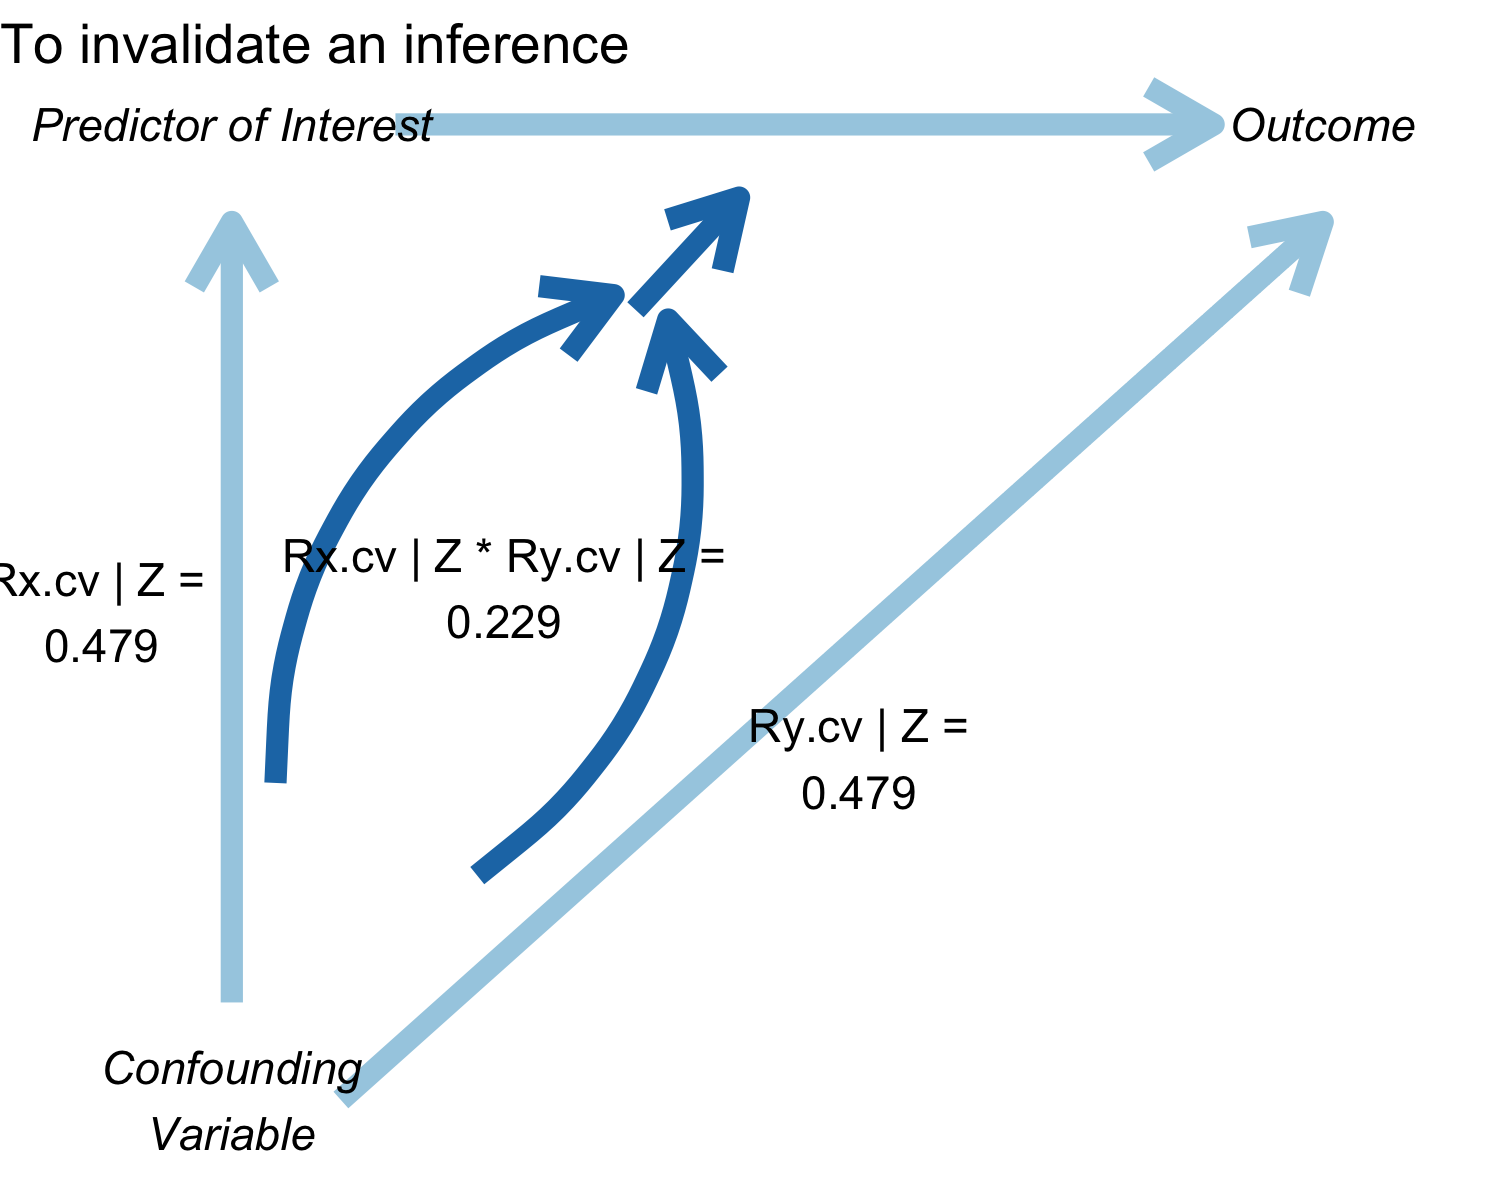 To invalidate an inference
Predictor of Interest
Outcome
Rx.cv | Z * Ry.cv | Z =
0.229
Rx.cv | Z =
0.479
Ry.cv | Z =
0.479
Confounding
Variable